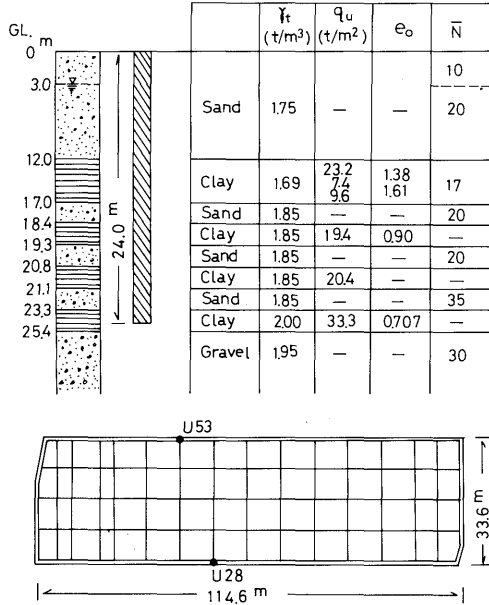 γt qu e₀ N̄
(t/m³) (t/m²)
GL. m
0
3.0
12.0
17.0
18.4
19.3
20.8
21.1
23.3
25.4
24.0 m
Sand 1.75 — — 10
20
Clay 1.69 23.2 1.38 17
7.4 1.61
9.6
Sand 1.85 — — 20
Clay 1.85 19.4 0.90 —
Sand 1.85 — — 20
Clay 1.85 20.4 — —
Sand 1.85 — — 35
Clay 2.00 33.3 0.707 —
Gravel 1.95 — — 30
U53
33.6 m
U28
114.6 m